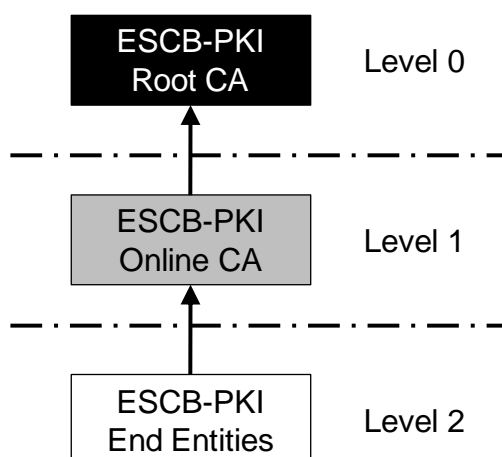 ESCB-PKI
Root CA
Level 0
ESCB-PKI
Online CA
Level 1
ESCB-PKI
End Entities
Level 2